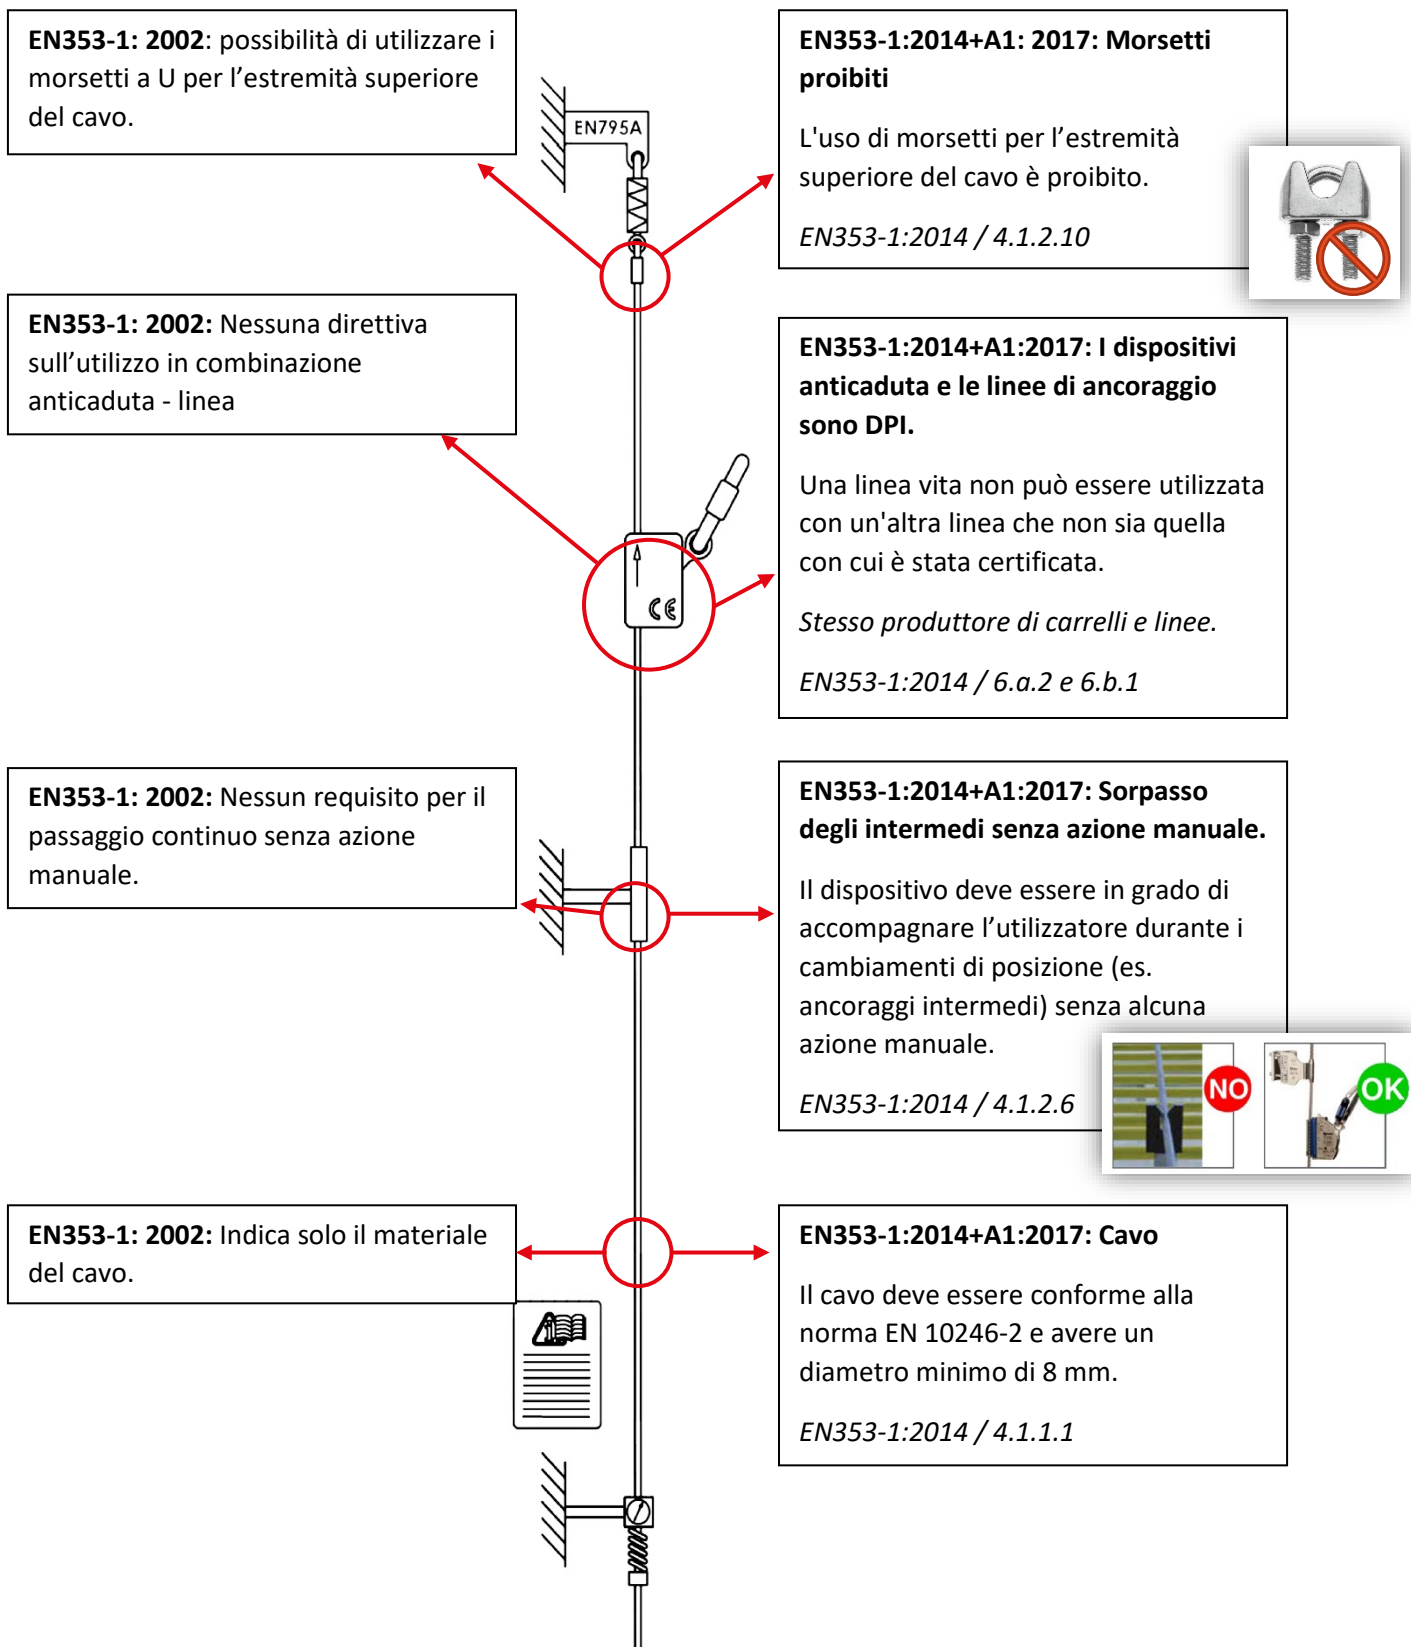 EN353-1: 2002: possibilità di utilizzare i
morsetti a U per l’estremità superiore
del cavo.
EN795A
EN353-1:2014+A1: 2017: Morsetti
proibiti
L'uso di morsetti per l’estremità
superiore del cavo è proibito.
EN353-1:2014 / 4.1.2.10
EN353-1: 2002: Nessuna direttiva
sull’utilizzo in combinazione
anticaduta - linea
EN353-1:2014+A1:2017: I dispositivi
anticaduta e le linee di ancoraggio
sono DPI.
Una linea vita non può essere utilizzata
con un'altra linea che non sia quella
con cui è stata certificata.
Stesso produttore di carrelli e linee.
EN353-1:2014 / 6.a.2 e 6.b.1
CE
EN353-1: 2002: Nessun requisito per il
passaggio continuo senza azione
manuale.
EN353-1:2014+A1:2017: Sorpasso
degli intermedi senza azione manuale.
Il dispositivo deve essere in grado di
accompagnare l’utilizzatore durante i
cambiamenti di posizione (es.
ancoraggi intermedi) senza alcuna
azione manuale.
EN353-1:2014 / 4.1.2.6
NO
OK
EN353-1: 2002: Indica solo il materiale
del cavo.
EN353-1:2014+A1:2017: Cavo
Il cavo deve essere conforme alla
norma EN 10246-2 e avere un
diametro minimo di 8 mm.
EN353-1:2014 / 4.1.1.1